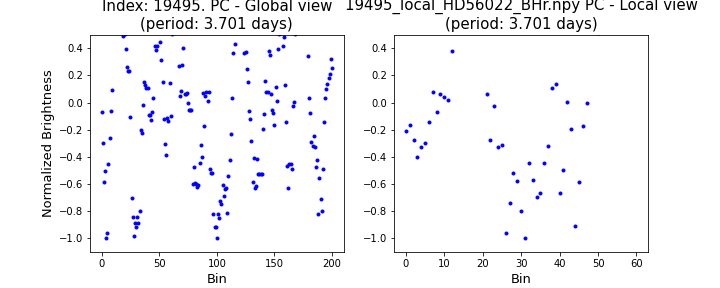 Index: 19495. PC - Global view
(period: 3.701 days)
19495_local_HD56022_BHr.npy PC - Local view
(period: 3.701 days)
Normalized Brightness
0.4
0.2
0.0
−0.2
−0.4
−0.6
−0.8
−1.0
0 50 100 150 200
Bin
0.4
0.2
0.0
−0.2
−0.4
−0.6
−0.8
−1.0
0 10 20 30 40 50 60
Bin